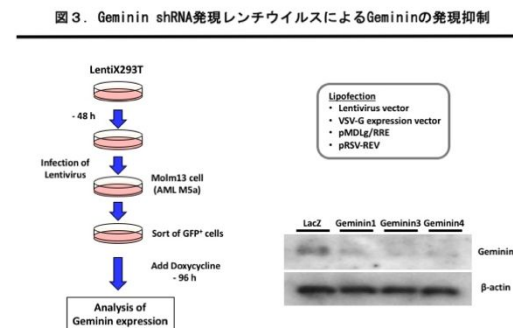 図３. Geminin shRNA発現レンチウイルスによるGemininの発現抑制
LentiX293T
- 48 h
Infection of
Lentivirus
Molm13 cell
(AML M5a)
Sort of GFP⁺ cells
Add Doxycycline
- 96 h
Analysis of
Geminin expression
Lipofection
• Lentivirus vector
• VSV-G expression vector
• pMDLg/RRE
• pRSV-REV
LacZ Geminin1 Geminin3 Geminin4
Geminin
β-actin